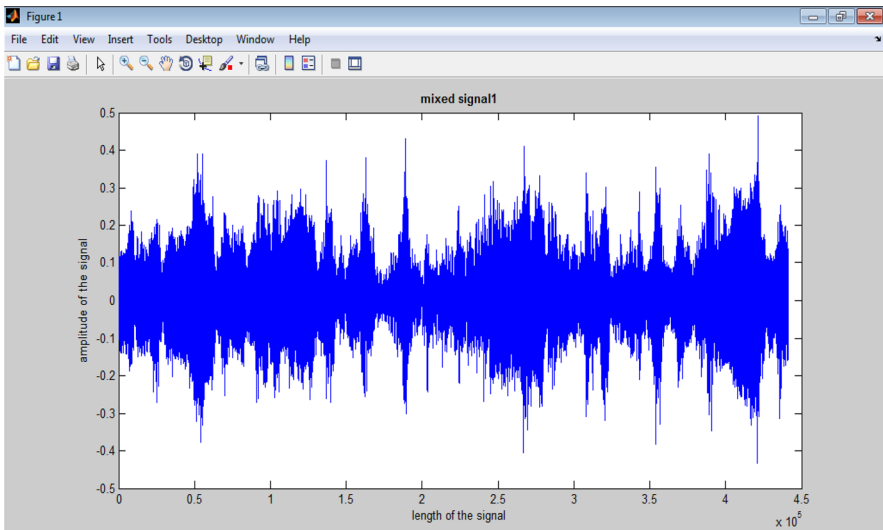 Figure 1
File Edit View Insert Tools Desktop Window Help
mixed signal1
0.5
0.4
0.3
0.2
0.1
0
-0.1
-0.2
-0.3
-0.4
-0.5
amplitude of the signal
0 0.5 1 1.5 2 2.5 3 3.5 4 4.5
length of the signal
x 10^5